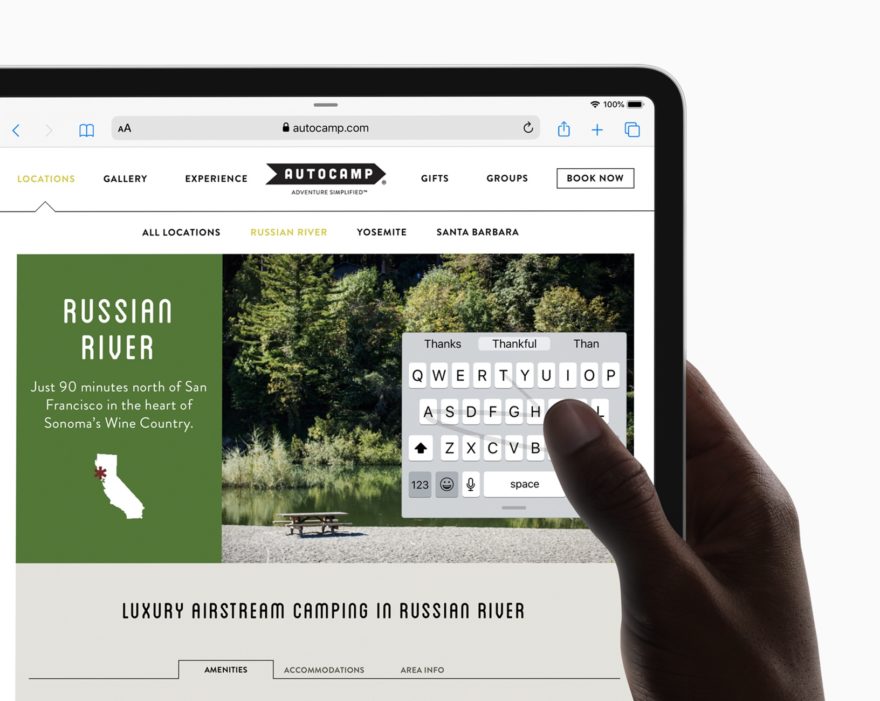 100%
AA
autocamp.com
LOCATIONS GALLERY EXPERIENCE AUTOCAMP® GIFTS GROUPS BOOK NOW
ADVENTURE SIMPLIFIED™
ALL LOCATIONS RUSSIAN RIVER YOSEMITE SANTA BARBARA
RUSSIAN
RIVER
Just 90 minutes north of San
Francisco in the heart of
Sonoma's Wine Country.
Thanks Thankful Than
Q W E R T Y U I O P
A S D F G H L
Z X C V B
123 space
LUXURY AIRSTREAM CAMPING IN RUSSIAN RIVER
AMENITIES ACCOMMODATIONS AREA INFO